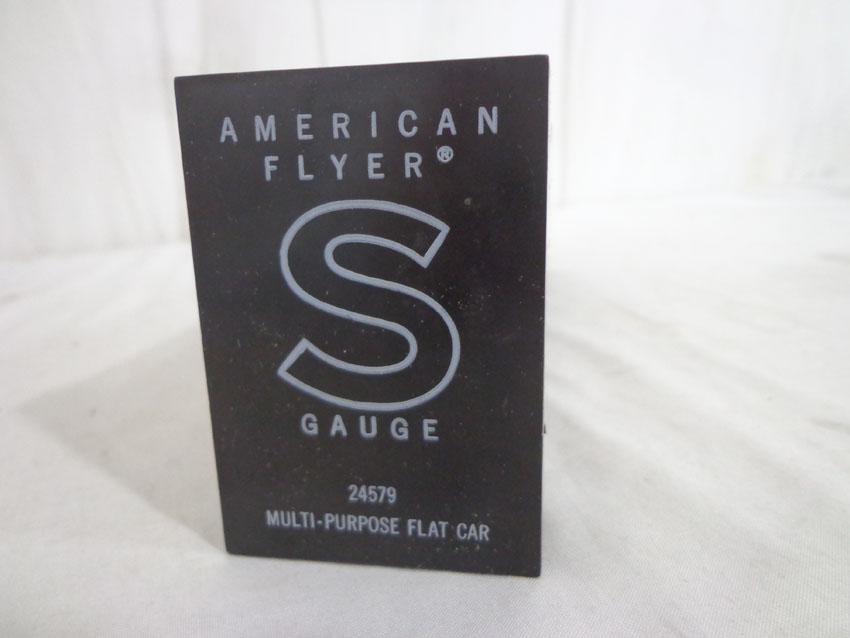 AMERICAN
FLYER®
S
GAUGE
24579
MULTI-PURPOSE FLAT CAR